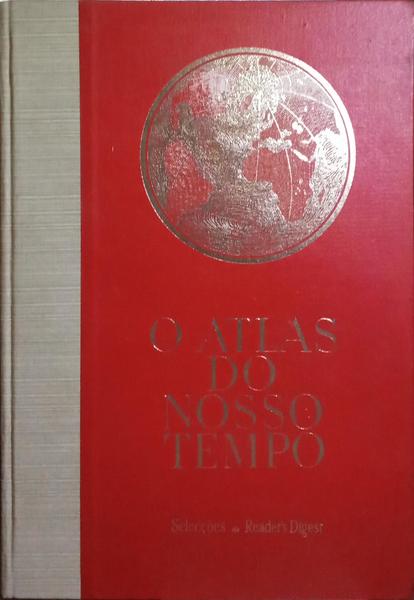 O ATLAS
DO
NOSSO
TEMPO
Selecções do Reader's Digest